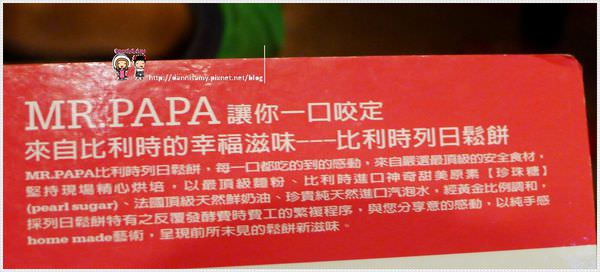 http://dannisamy.pixnet.net/blog
MR.PAPA 讓你一口咬定
來自比利時的幸福滋味---比利時列日鬆餅
MR.PAPA比利時列日鬆餅，每一口都吃的到的感動，來自嚴選最頂級的安全食材，
堅持現場精心烘培，以最頂級麵粉、比利時進口神奇甜美原素【珍珠糖】
(pearl sugar)、法國頂級天然鮮奶油、珍貴純天然進口汽泡水，經黃金比例調和，
採列日鬆餅特有之反覆發酵費時費工的繁複程序，與您分享意的感動，以純手感
home made藝術，呈現前所未見的鬆餅新滋味。